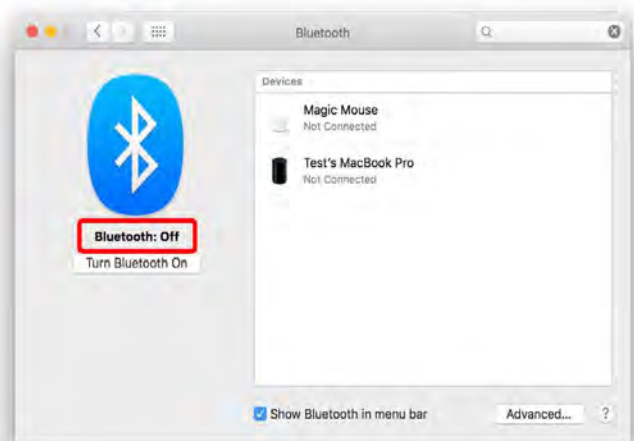 Bluetooth
Devices
Magic Mouse
Not Connected
Test's MacBook Pro
Not Connected
Bluetooth: Off
Turn Bluetooth On
Show Bluetooth in menu bar
Advanced...
?